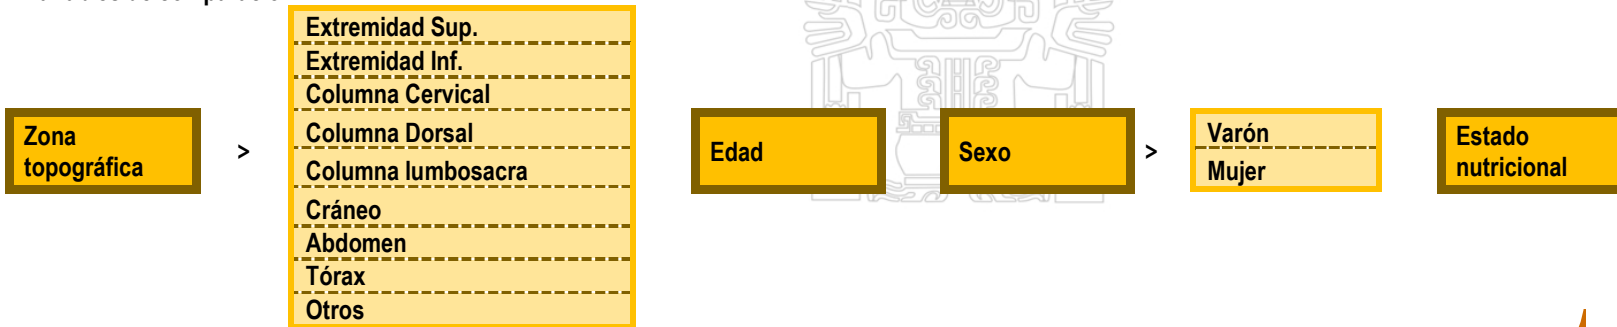 Zona
topográfica
>
Extremidad Sup.
Extremidad Inf.
Columna Cervical
Columna Dorsal
Columna lumbosacra
Cráneo
Abdomen
Tórax
Otros
Edad
Sexo
>
Varón
Mujer
Estado
nutricional